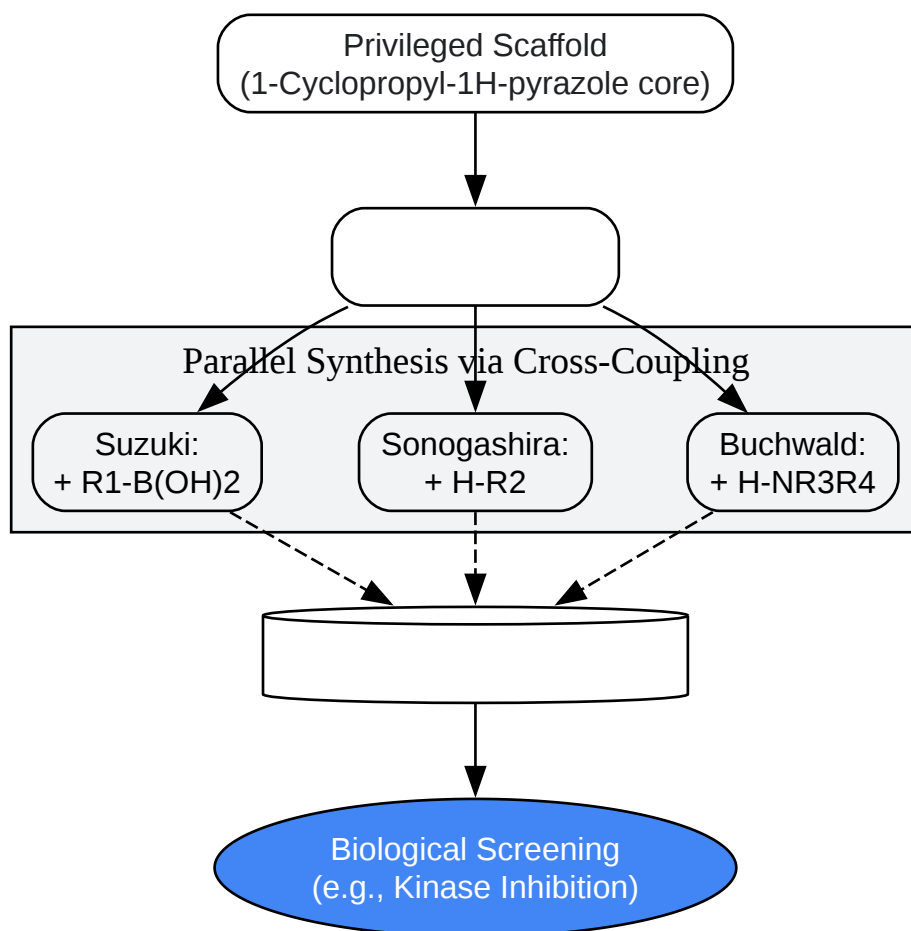 Privileged Scaffold
(1-Cyclopropyl-1H-pyrazole core)
Parallel Synthesis via Cross-Coupling
Suzuki:
+ R1-B(OH)2
Sonogashira:
+ H-R2
Buchwald:
+ H-NR3R4
Biological Screening
(e.g., Kinase Inhibition)